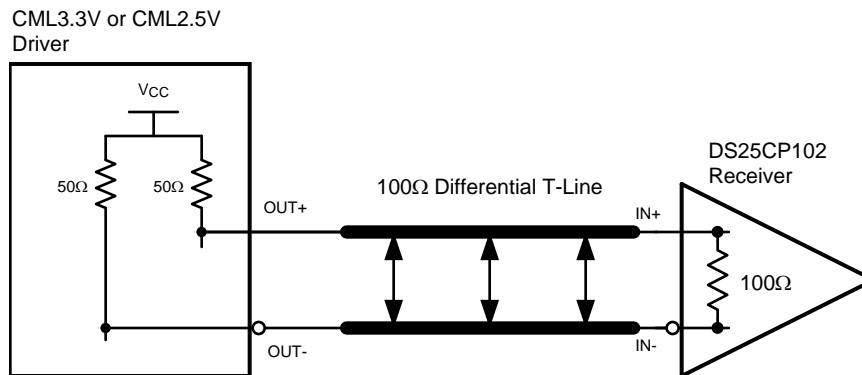 CML3.3V or CML2.5V
Driver
VCC
50Ω
50Ω
OUT+
100Ω Differential T-Line
IN+
DS25CP102
Receiver
100Ω
OUT-
IN-